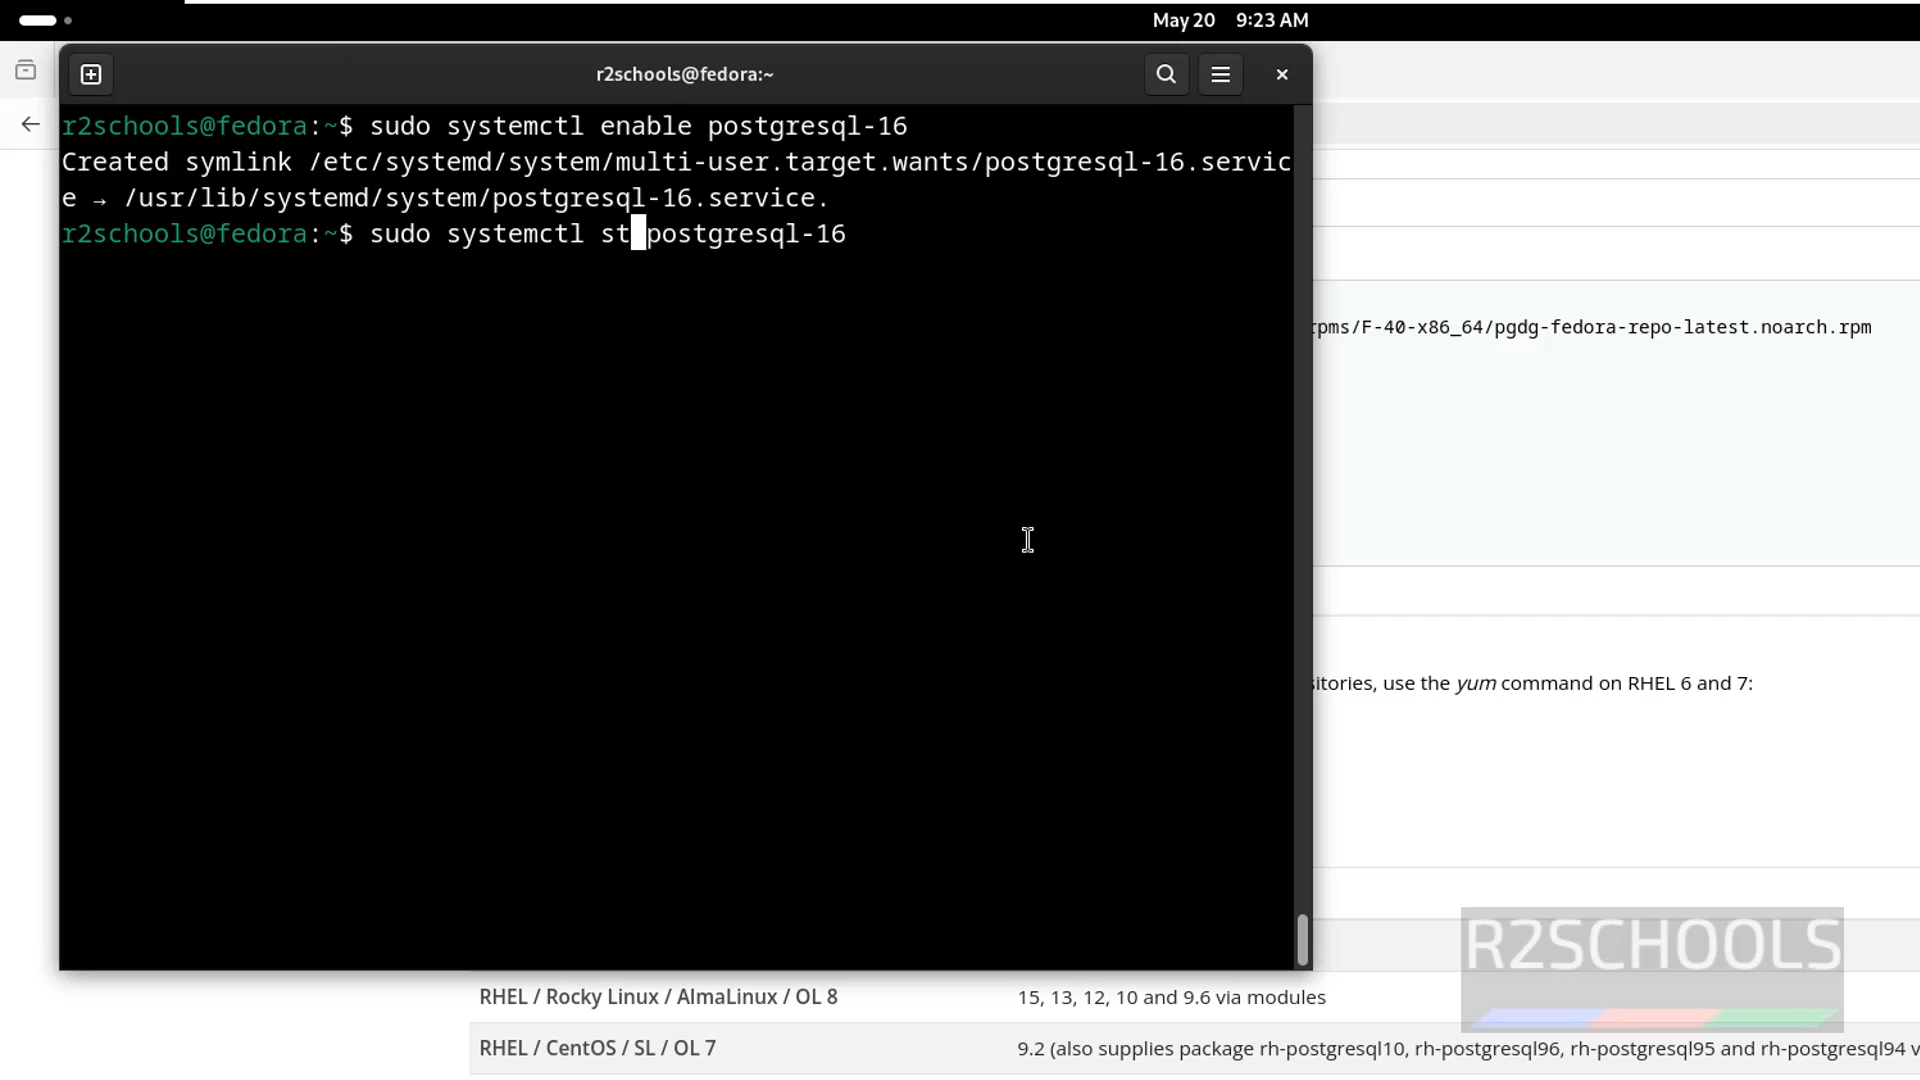 May 20 9:23 AM
r2schools@fedora:~
r2schools@fedora:~$ sudo systemctl enable postgresql-16
Created symlink /etc/systemd/system/multi-user.target.wants/postgresql-16.servic
e → /usr/lib/systemd/system/postgresql-16.service.
r2schools@fedora:~$ sudo systemctl st postgresql-16
rpms/F-40-x86_64/pgdg-fedora-repo-latest.noarch.rpm
sitories, use the yum command on RHEL 6 and 7:
R2SCHOOLS
RHEL / Rocky Linux / AlmaLinux / OL 8 15, 13, 12, 10 and 9.6 via modules
RHEL / CentOS / SL / OL 7 9.2 (also supplies package rh-postgresql10, rh-postgresql96, rh-postgresql95 and rh-postgresql94 v